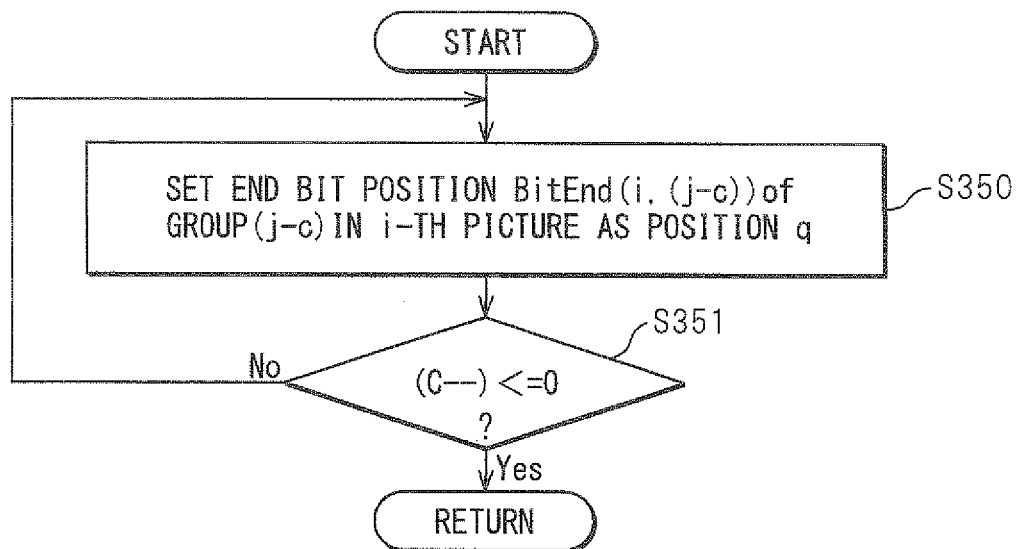 START
SET END BIT POSITION BitEnd(i, (j-c))of
GROUP(j-c)IN i-TH PICTURE AS POSITION q
S350
S351
No
(C--)<=0
?
Yes
RETURN